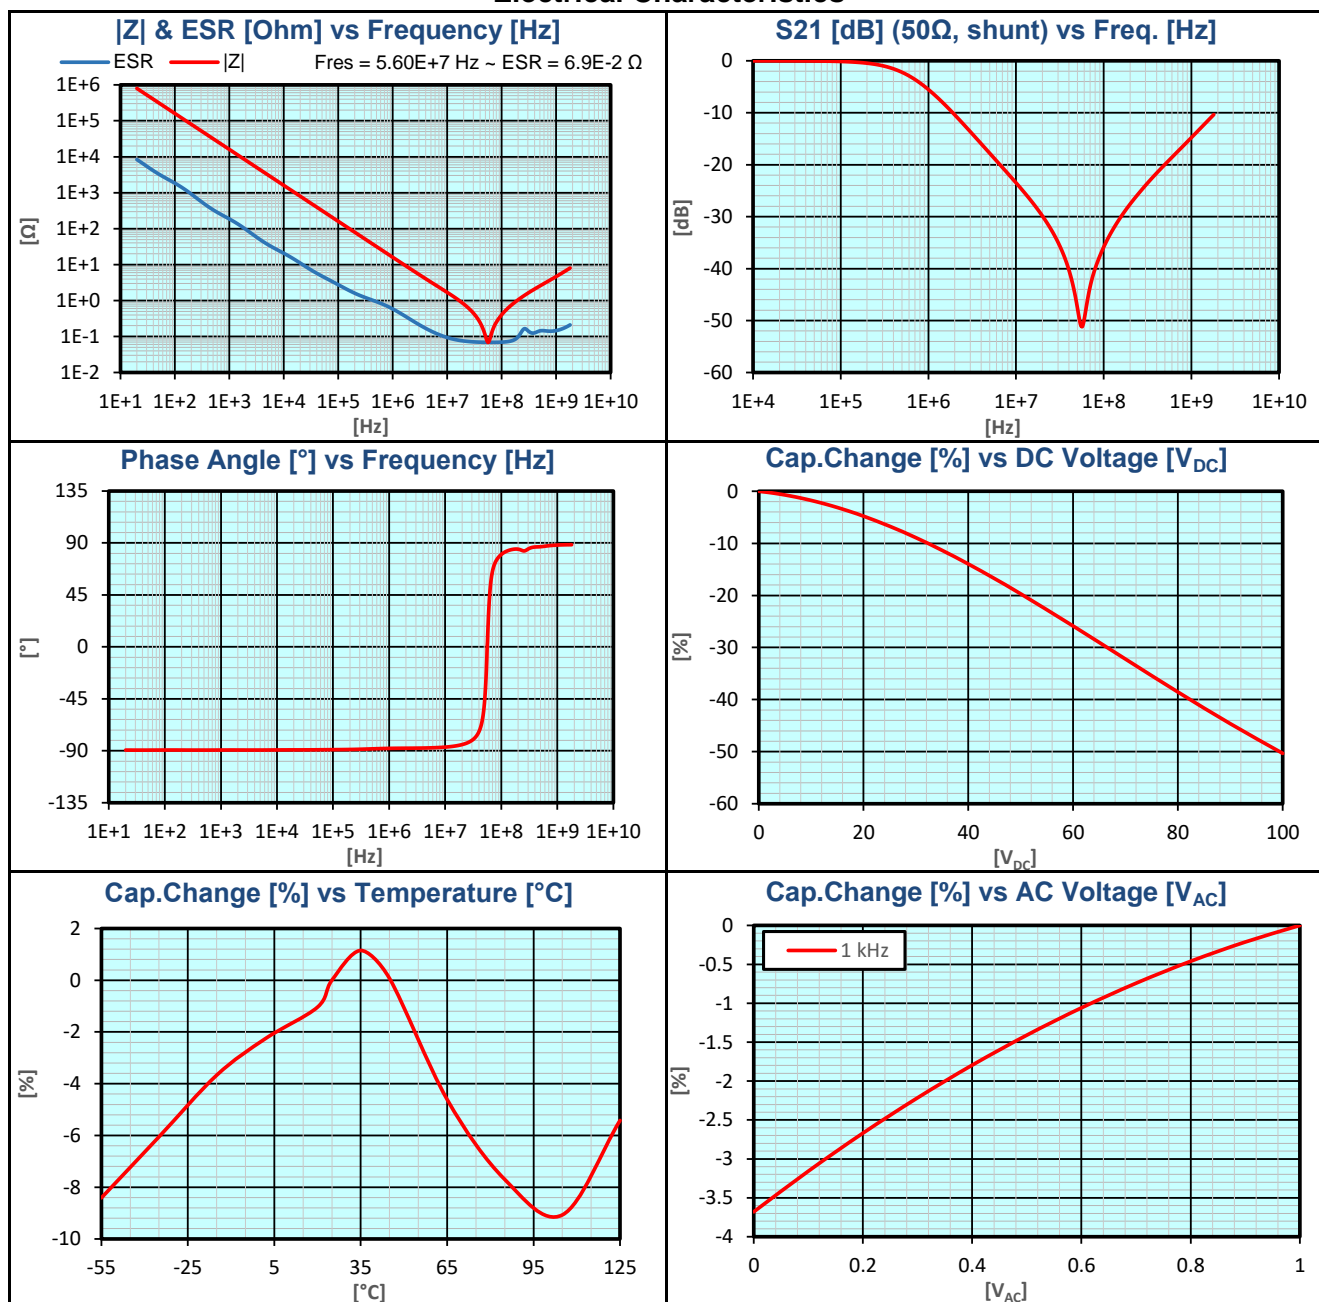 |Z| & ESR [Ohm] vs Frequency [Hz]
ESR |Z| Fres = 5.60E+7 Hz ~ ESR = 6.9E-2 Ω
1E+6
1E+5
1E+4
1E+3
1E+2
1E+1
1E+0
1E-1
1E-2
[Ω]
1E+1 1E+2 1E+3 1E+4 1E+5 1E+6 1E+7 1E+8 1E+9 1E+10
[Hz]
S21 [dB] (50Ω, shunt) vs Freq. [Hz]
0
-10
-20
-30
-40
-50
-60
[dB]
1E+4 1E+5 1E+6 1E+7 1E+8 1E+9 1E+10
[Hz]
Phase Angle [°] vs Frequency [Hz]
135
90
45
0
-45
-90
-135
[°]
1E+1 1E+2 1E+3 1E+4 1E+5 1E+6 1E+7 1E+8 1E+9 1E+10
[Hz]
Cap.Change [%] vs DC Voltage [VDC]
0
-10
-20
-30
-40
-50
-60
[%]
0 20 40 60 80 100
[VDC]
Cap.Change [%] vs Temperature [°C]
2
0
-2
-4
-6
-8
-10
[%]
-55 -25 5 35 65 95 125
[°C]
Cap.Change [%] vs AC Voltage [VAC]
1 kHz
0
-0.5
-1
-1.5
-2
-2.5
-3
-3.5
-4
[%]
0 0.2 0.4 0.6 0.8 1
[VAC]